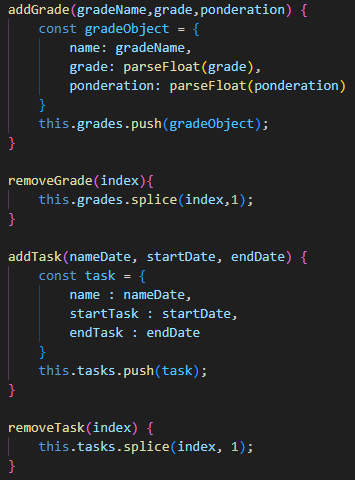 addGrade(gradeName,grade,ponderation) {
    const gradeObject = {
        name: gradeName,
        grade: parseFloat(grade),
        ponderation: parseFloat(ponderation)
    }
    this.grades.push(gradeObject);
}

removeGrade(index){
    this.grades.splice(index,1);
}

addTask(nameDate, startDate, endDate) {
    const task = {
        name : nameDate,
        startTask : startDate,
        endTask : endDate
    }
    this.tasks.push(task);
}

removeTask(index) {
    this.tasks.splice(index, 1);
}